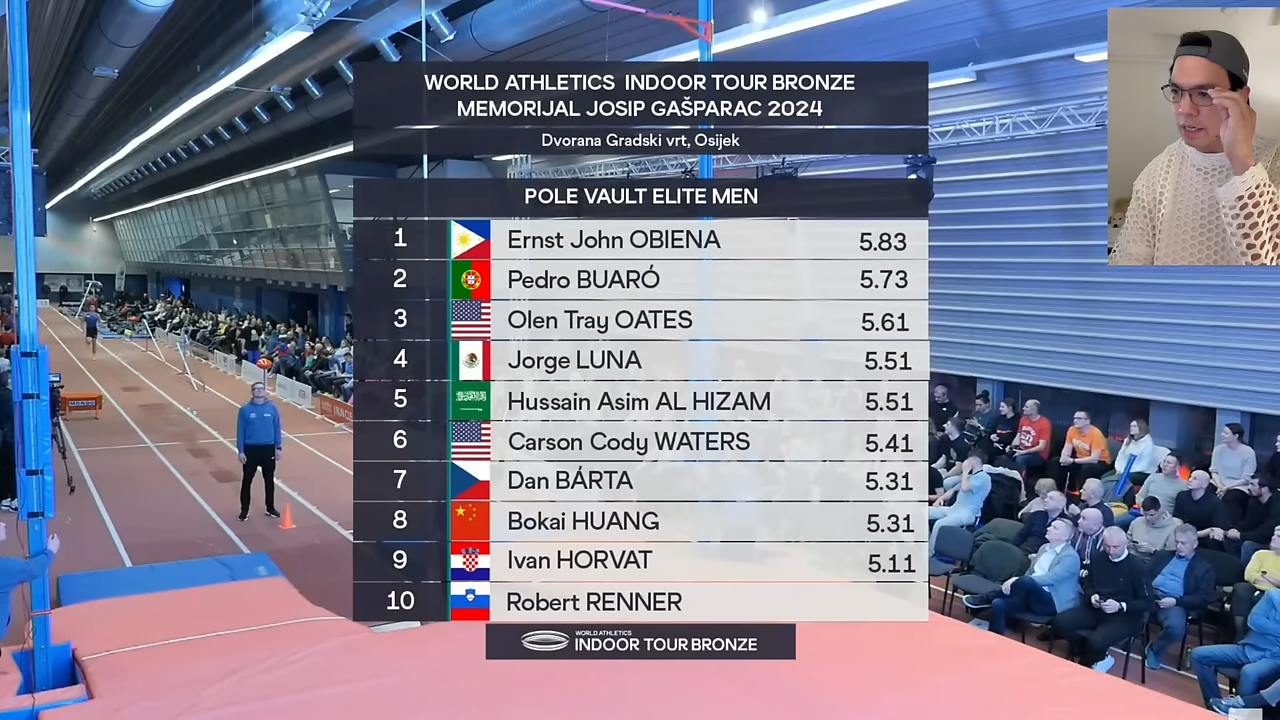 WORLD ATHLETICS INDOOR TOUR BRONZE
MEMORIJAL JOSIP GAŠPARAC 2024
Dvorana Gradski vrt, Osijek
POLE VAULT ELITE MEN
1 Ernst John OBIENA 5.83
2 Pedro BUARÓ 5.73
3 Olen Tray OATES 5.61
4 Jorge LUNA 5.51
5 Hussain Asim AL HIZAM 5.51
6 Carson Cody WATERS 5.41
7 Dan BÁRTA 5.31
8 Bokai HUANG 5.31
9 Ivan HORVAT 5.11
10 Robert RENNER
WORLD ATHLETICS
INDOOR TOUR BRONZE
MONDO